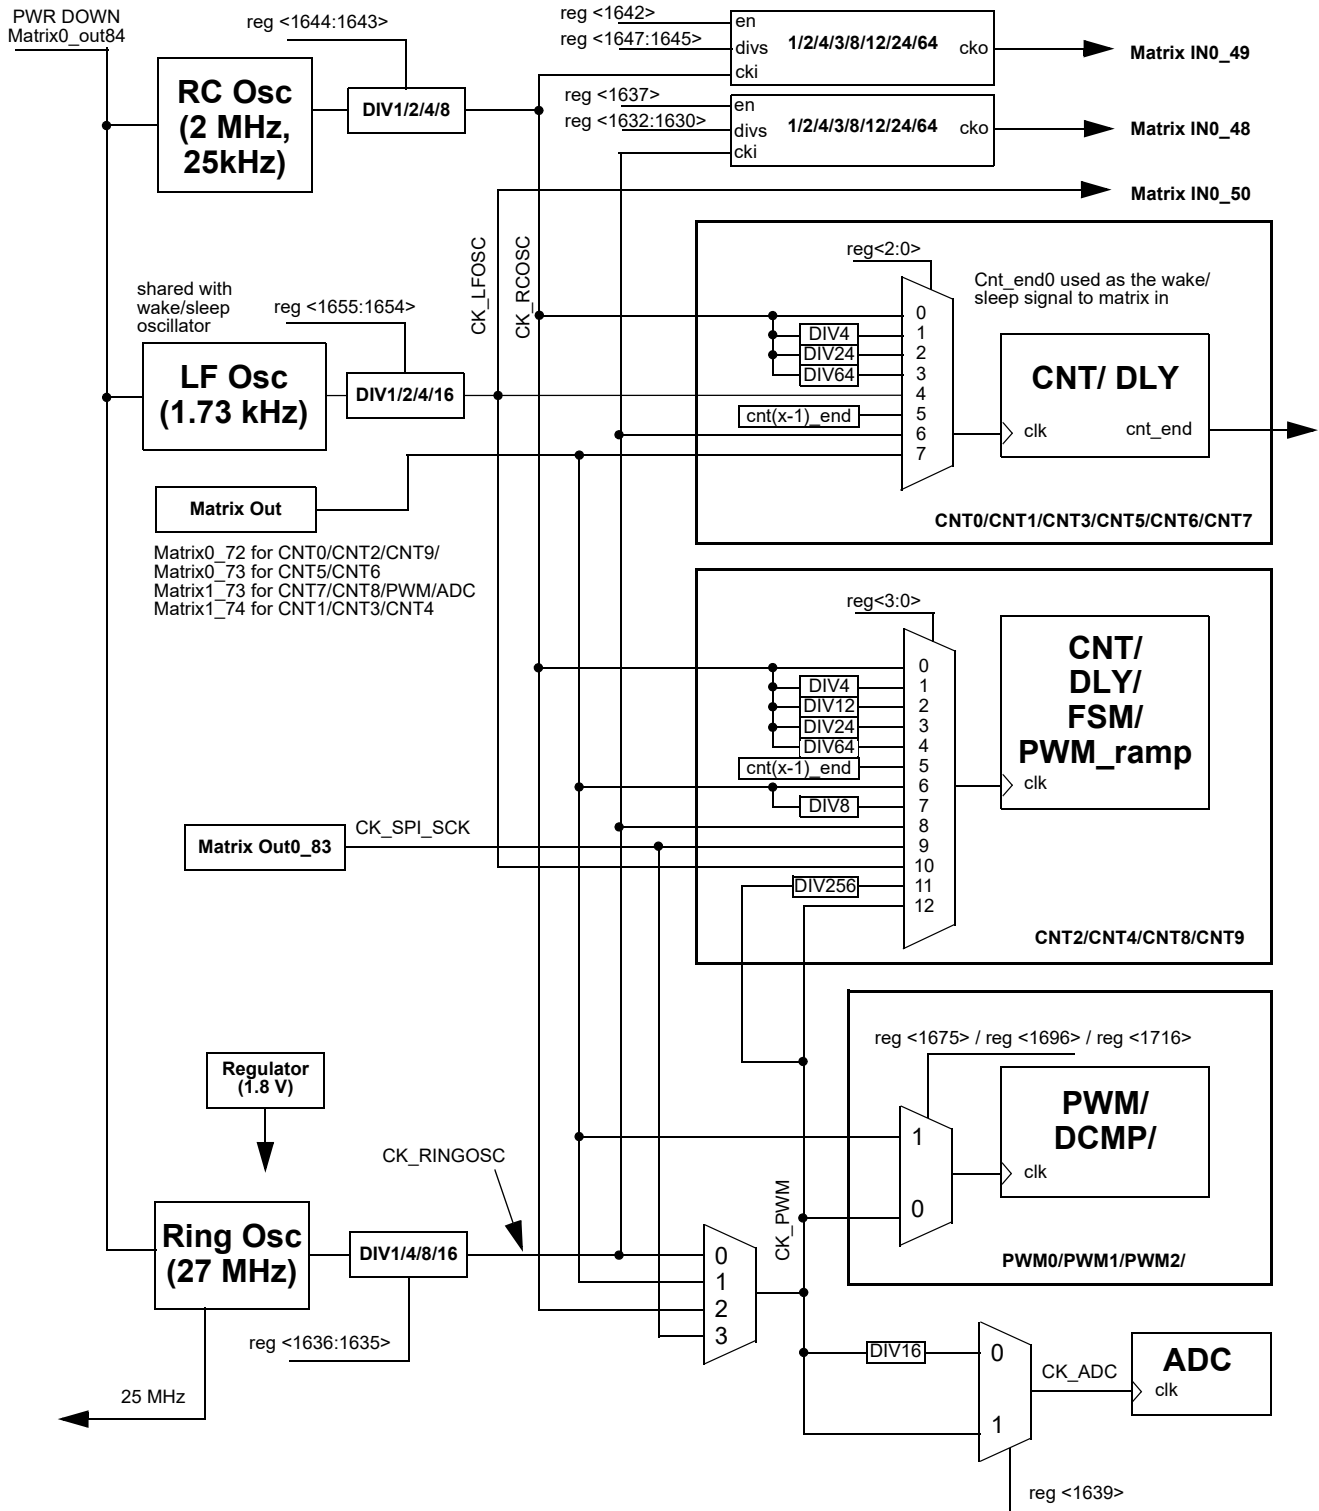 PWR DOWN
Matrix0_out84
reg <1644:1643>
RC Osc
(2 MHz,
25kHz)
DIV1/2/4/8
reg <1642>
reg <1647:1645>
en
divs
cki
1/2/4/3/8/12/24/64
cko
Matrix IN0_49
reg <1637>
reg <1632:1630>
en
divs
cki
1/2/4/3/8/12/24/64
cko
Matrix IN0_48
Matrix IN0_50
CK_LFOSC
CK_RCOSC
shared with
wake/sleep
oscillator
reg <1655:1654>
LF Osc
(1.73 kHz)
DIV1/2/4/16
reg<2:0>
Cnt_end0 used as the wake/
sleep signal to matrix in
0
DIV4 1
DIV24 2
DIV64 3
4
cnt(x-1)_end 5
6
7
CNT/ DLY
clk
cnt_end
CNT0/CNT1/CNT3/CNT5/CNT6/CNT7
Matrix Out
Matrix0_72 for CNT0/CNT2/CNT9/
Matrix0_73 for CNT5/CNT6
Matrix1_73 for CNT7/CNT8/PWM/ADC
Matrix1_74 for CNT1/CNT3/CNT4
reg<3:0>
0
DIV4 1
DIV12 2
DIV24 3
DIV64 4
cnt(x-1)_end 5
6
DIV8 7
8
9
10
DIV256 11
12
CNT/
DLY/
FSM/
PWM_ramp
clk
CNT2/CNT4/CNT8/CNT9
Matrix Out0_83
CK_SPI_SCK
reg <1675> / reg <1696> / reg <1716>
1
0
PWM/
DCMP/
clk
PWM0/PWM1/PWM2/
Regulator
(1.8 V)
CK_RINGOSC
Ring Osc
(27 MHz)
DIV1/4/8/16
reg <1636:1635>
25 MHz
0
1
2
3
CK_PWM
DIV16
0
1
CK_ADC
ADC
clk
reg <1639>